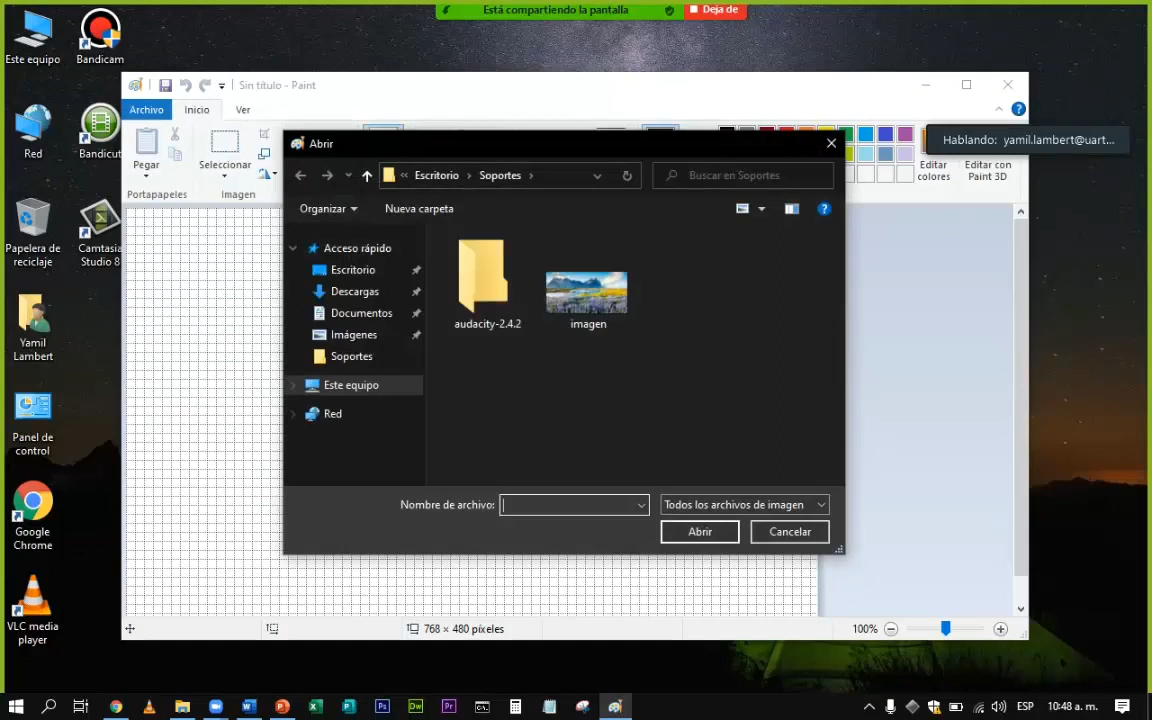 Está compartiendo la pantalla
Deja de
Este equipo
Bandicam
Sin título - Paint
Archivo
Inicio
Ver
Red
Bandicut
Pegar
Seleccionar
Portapapeles
Imagen
Hablando: yamil.lambert@uart...
Editar colores
Editar con Paint 3D
Abrir
Escritorio
Soportes
Buscar en Soportes
Organizar
Nueva carpeta
Papelera de reciclaje
Camtasia Studio 8
Acceso rápido
Escritorio
Descargas
Documentos
Imágenes
Soportes
Este equipo
Red
audacity-2.4.2
imagen
Yamil Lambert
Panel de control
Google Chrome
VLC media player
Nombre de archivo:
Todos los archivos de imagen
Abrir
Cancelar
768 × 480 píxeles
100%
Ps
Dw
Pr
ESP
10:48 a. m.